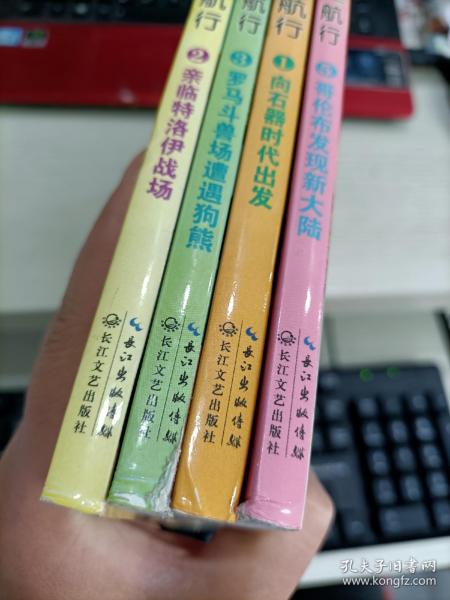 航行
2 亲临特洛伊战场
长江出版传媒
长江文艺出版社
航行
3 罗马斗兽场遭遇狗熊
长江出版传媒
长江文艺出版社
航行
1 向石器时代出发
长江出版传媒
长江文艺出版社
航行
5 哥伦布发现新大陆
长江出版传媒
长江文艺出版社
孔夫子旧书网
www.kongfz.com